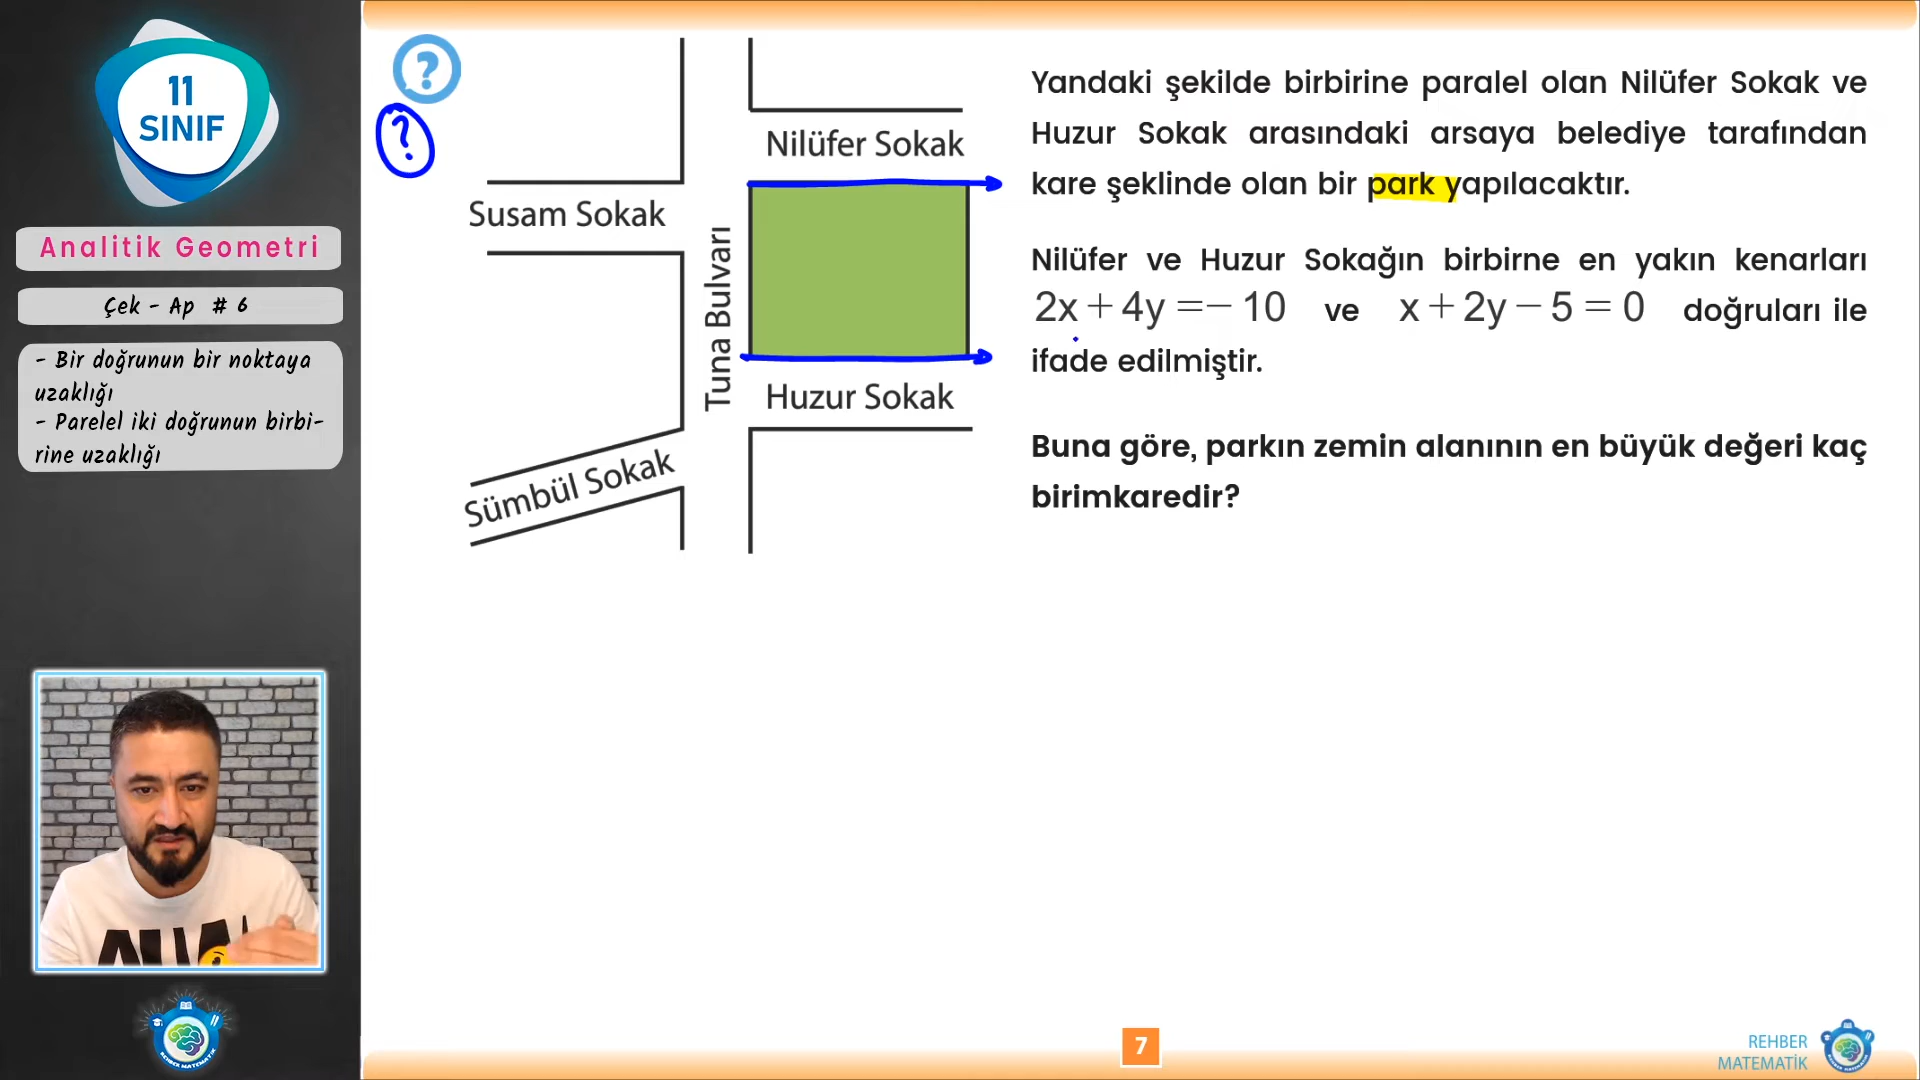 11
SINIF
Analitik Geometri
Çek - Ap # 6
- Bir doğrunun bir noktaya
uzaklığı
- Parelel iki doğrunun birbi-
rine uzaklığı
?
?
Nilüfer Sokak
Susam Sokak
Tuna Bulvarı
Huzur Sokak
Sümbül Sokak
Yandaki şekilde birbirine paralel olan Nilüfer Sokak ve
Huzur Sokak arasındaki arsaya belediye tarafından
kare şeklinde olan bir park yapılacaktır.
Nilüfer ve Huzur Sokağın birbirne en yakın kenarları
2x + 4y = - 10 ve x + 2y - 5 = 0 doğruları ile
ifade edilmiştir.
Buna göre, parkın zemin alanının en büyük değeri kaç
birimkaredir?
REHBER MATEMATİK
7
REHBER
MATEMATİK